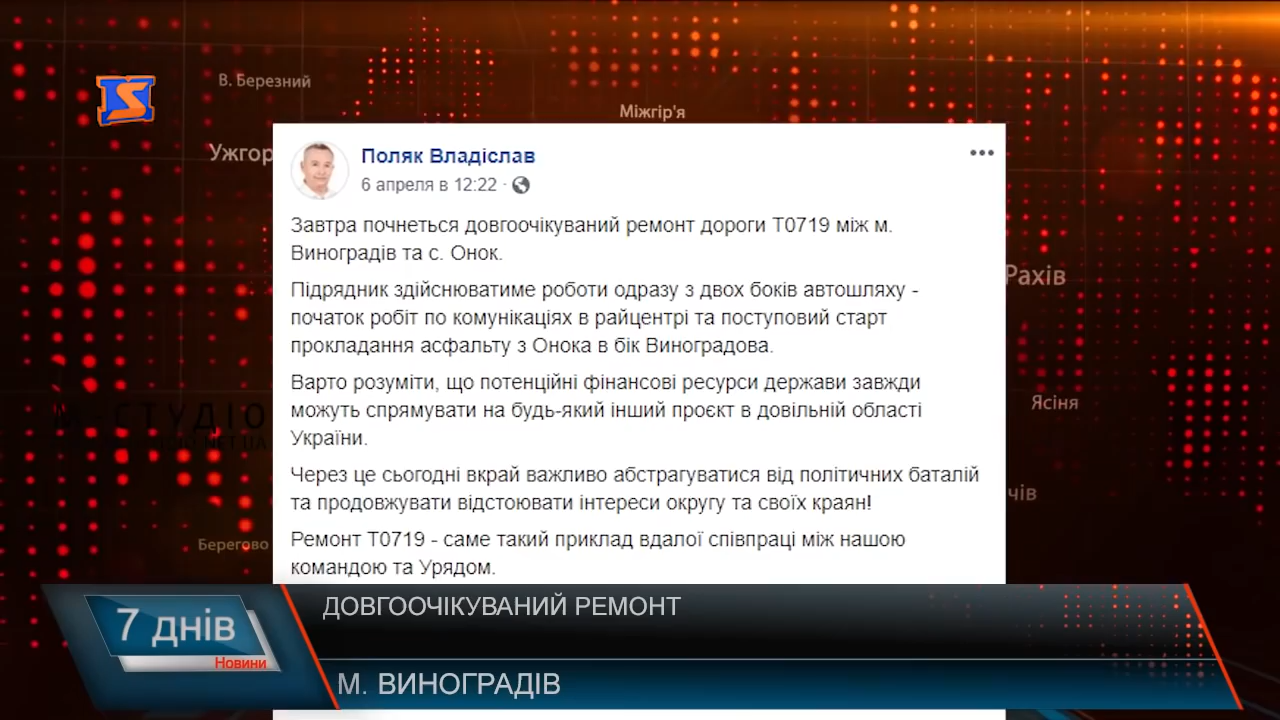 В. Березний
Міжгір'я
Ужгор
Поляк Владіслав
6 апреля в 12:22 ·
Завтра почнеться довгоочікуваний ремонт дороги Т0719 між м.
Виноградів та с. Онок.
Підрядник здійснюватиме роботи одразу з двох боків автошляху -
початок робіт по комунікаціях в райцентрі та поступовий старт
прокладання асфальту з Онока в бік Виноградова.
Рахів
Варто розуміти, що потенційні фінансові ресурси держави завжди
можуть спрямувати на будь-який інший проєкт в довільній області
України.
Ясіня
М-СТУДІО
Через це сьогодні вкрай важливо абстрагуватися від політичних баталій
та продовжувати відстоювати інтереси округу та своїх краян!
чів
Берегово
Ремонт Т0719 - саме такий приклад вдалої співпраці між нашою
командою та Урядом.
7 днів
Новини
ДОВГООЧІКУВАНИЙ РЕМОНТ
М. ВИНОГРАДІВ